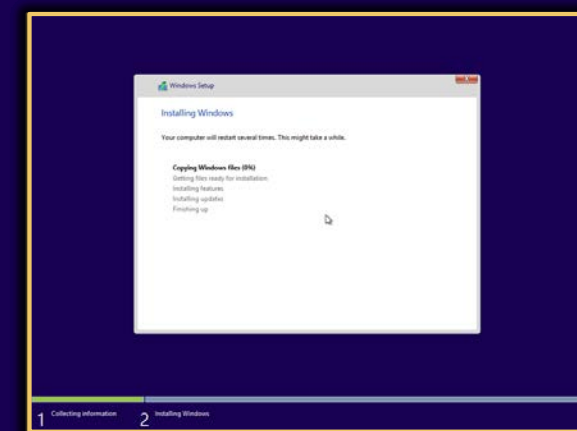 Windows Setup
Installing Windows
Your computer will restart several times. This might take a while.
Copying Windows files (0%)
Getting files ready for installation
Installing features
Installing updates
Finishing up
1 Collecting information 2 Installing Windows